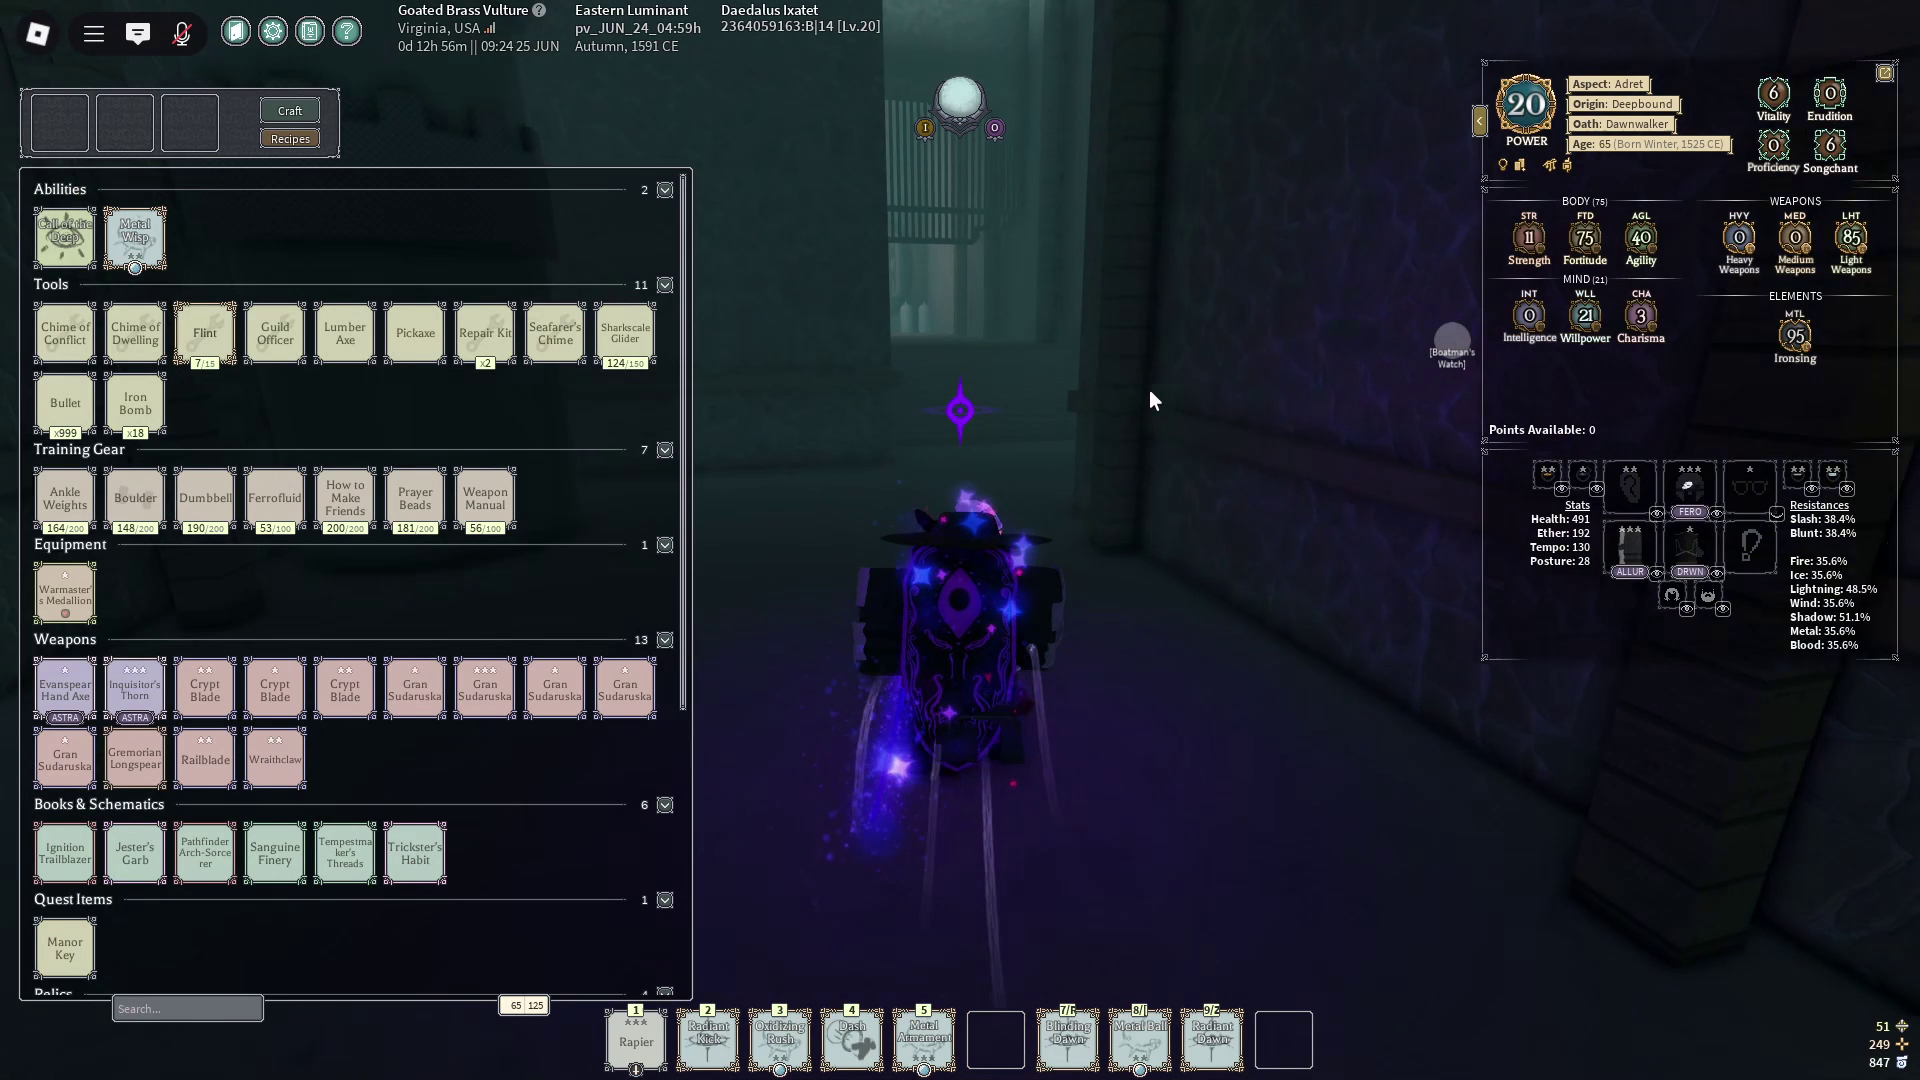 Goated Brass Vulture ?
Virginia, USA
0d 12h 56m || 09:24 25 JUN
Eastern Luminant
pv_JUN_24_04:59h
Autumn, 1591 CE
Daedalus Ixatet
2364059163:B|14 [Lv.20]
Craft
Recipes
Abilities 2
Call of the Deep
Metal Wisp
Tools 11
Chime of Conflict
Chime of Dwelling
Flint
7/15
Guild Officer
Lumber Axe
Pickaxe
Repair Kit
x2
Seafarer's Chime
Sharkscale Glider
124/150
Bullet
x999
Iron Bomb
x18
Training Gear 7
Ankle Weights
164/200
Boulder
148/200
Dumbbell
190/200
Ferrofluid
53/100
How to Make Friends
200/200
Prayer Beads
181/200
Weapon Manual
56/100
Equipment 1
Warmaster's Medallion
Weapons 13
Evanspear Hand Axe
ASTRA
Inquisitor's Thorn
ASTRA
Crypt Blade
Crypt Blade
Crypt Blade
Gran Sudaruska
Gran Sudaruska
Gran Sudaruska
Gran Sudaruska
Gran Sudaruska
Gremorian Longspear
Railblade
Wraithclaw
Books & Schematics 6
Ignition Trailblazer
Jester's Garb
Pathfinder Arch-Sorcerer
Sanguine Finery
Tempestmaker's Threads
Trickster's Habit
Quest Items 1
Manor Key
Relics 4
Search...
65 125
I
O
[Boatman's Watch]
20
POWER
Aspect: Adret
Origin: Deepbound
Oath: Dawnwalker
Age: 65 (Born Winter, 1525 CE)
6
Vitality
0
Erudition
0
Proficiency
6
Songchant
BODY (75)
STR
11
Strength
FTD
75
Fortitude
AGL
40
Agility
WEAPONS
HVY
0
Heavy Weapons
MED
0
Medium Weapons
LHT
85
Light Weapons
MIND (21)
INT
0
Intelligence
WLL
21
Willpower
CHA
3
Charisma
ELEMENTS
MTL
95
Ironsing
Points Available: 0
FERO
ALLUR
DRWN
Stats
Health: 491
Ether: 192
Tempo: 130
Posture: 28
Resistances
Slash: 38.4%
Blunt: 38.4%
Fire: 35.6%
Ice: 35.6%
Lightning: 48.5%
Wind: 35.6%
Shadow: 51.1%
Metal: 35.6%
Blood: 35.6%
1
Rapier
2
Radiant Kick
3
Oxidizing Rush
4
Dash
5
Metal Armament
Blinding Dawn
Metal Ball
9/Z
Radiant Dawn
51
249
847